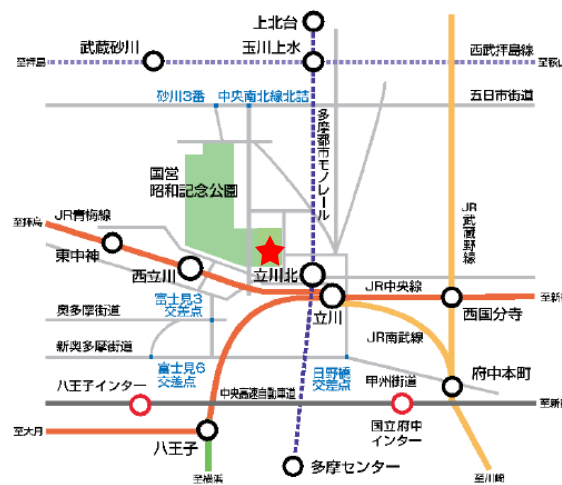 上北台
武蔵砂川
玉川上水
西武拝島線
至拝島
砂川3番
中央南北線北詰
五日市街道
多摩都市モノレール
国営
昭和記念公園
JR武蔵野線
至拝島
JR青梅線
東中神
西立川
立川北
JR中央線
立川
西国分寺
富士見3
交差点
奥多摩街道
JR南武線
新奥多摩街道
富士見6
交差点
日野橋
交差点
府中本町
八王子インター
中央高速自動車道
甲州街道
国立府中
インター
至大月
八王子
多摩センター
至横浜
至川崎